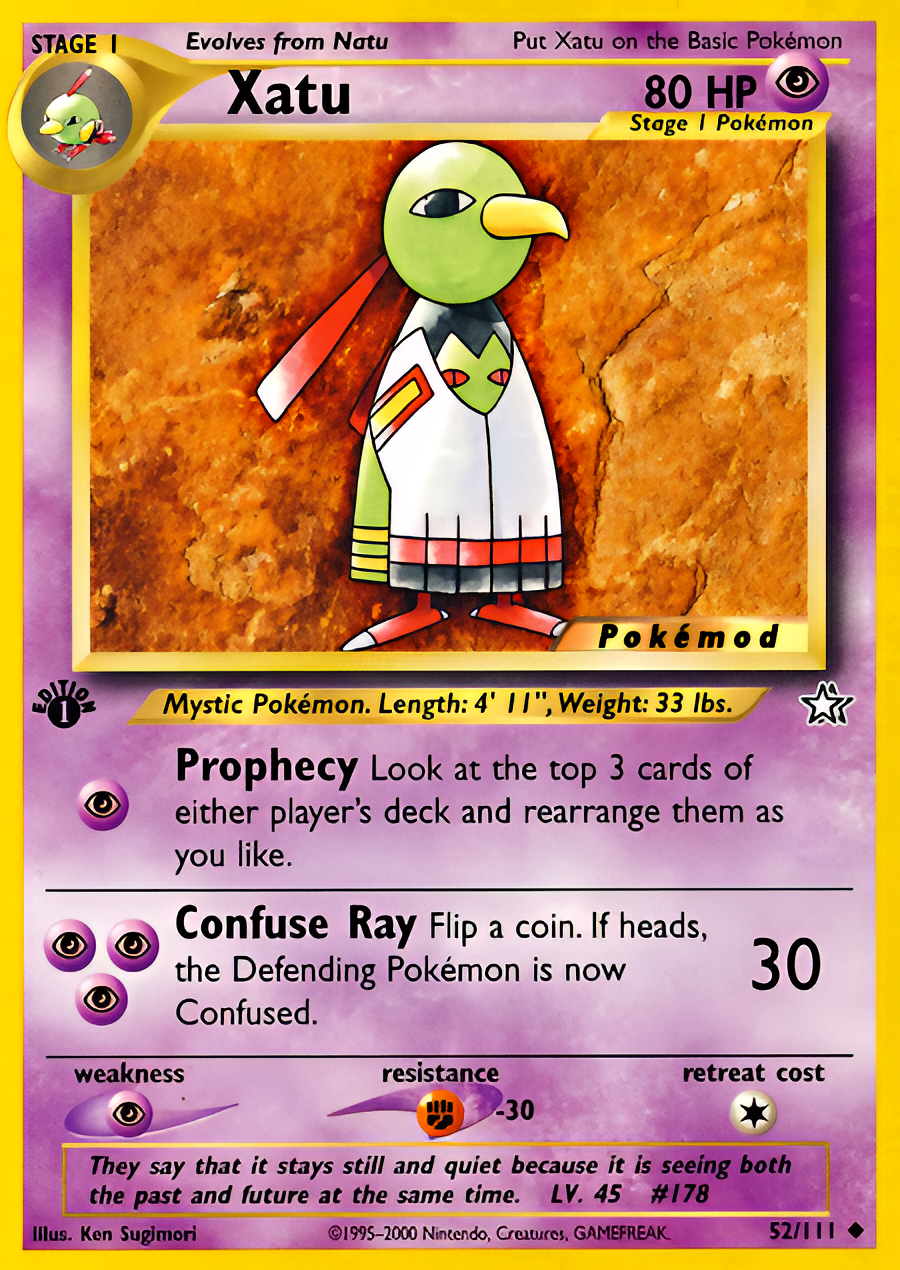 STAGE 1 Evolves from Natu Put Xatu on the Basic Pokémon
Xatu 80 HP
Stage 1 Pokémon
Pokémod
EDITION
1
Mystic Pokémon. Length: 4' 11", Weight: 33 lbs.
Prophecy Look at the top 3 cards of
either player's deck and rearrange them as
you like.
Confuse Ray Flip a coin. If heads,
the Defending Pokémon is now
Confused.
30
weakness resistance retreat cost
-30
They say that it stays still and quiet because it is seeing both
the past and future at the same time. LV. 45 #178
Illus. Ken Sugimori ©1995-2000 Nintendo, Creatures, GAMEFREAK. 52/111